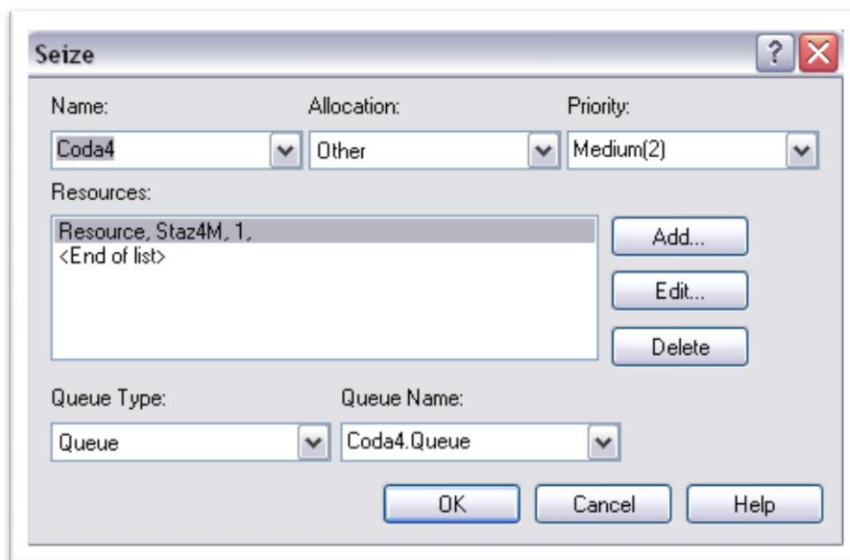 Seize
?
Name: Allocation: Priority:
Coda4 Other Medium(2)
Resources:
Resource, Staz4M, 1,
<End of list>
Add...
Edit...
Delete
Queue Type: Queue Name:
Queue Coda4.Queue
OK Cancel Help